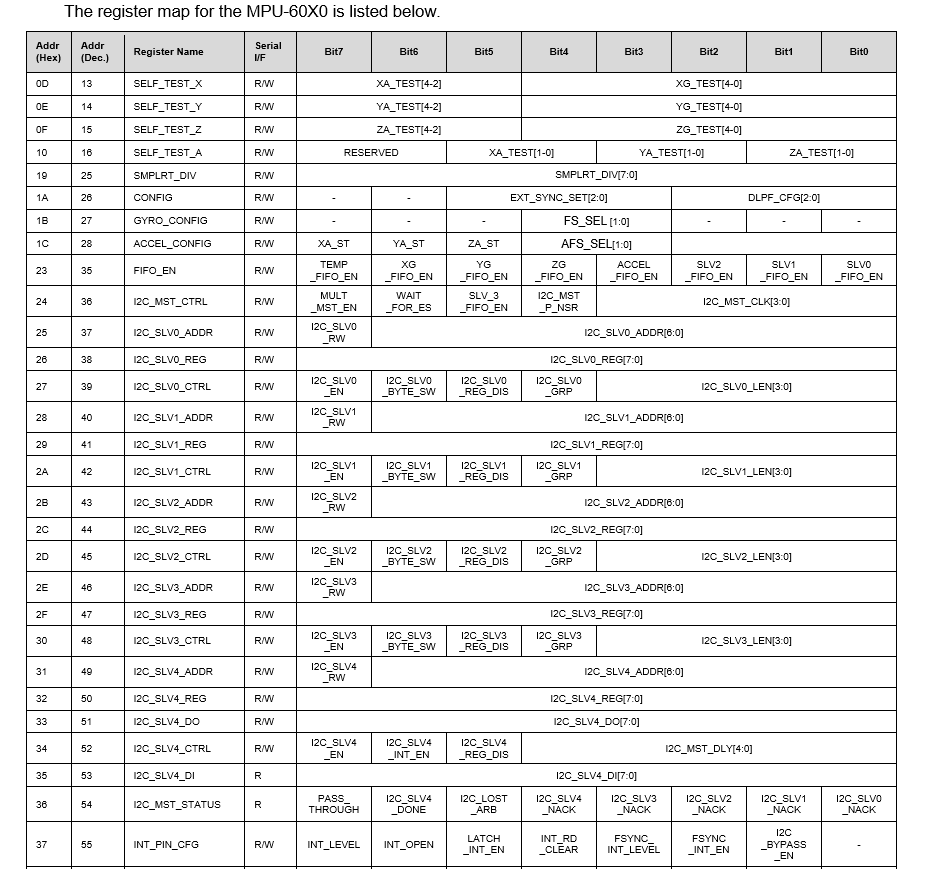 The register map for the MPU-60X0 is listed below.
Addr (Hex) Addr (Dec.) Register Name Serial I/F Bit7 Bit6 Bit5 Bit4 Bit3 Bit2 Bit1 Bit0
0D 13 SELF_TEST_X R/W XA_TEST[4-2] XG_TEST[4-0]
0E 14 SELF_TEST_Y R/W YA_TEST[4-2] YG_TEST[4-0]
0F 15 SELF_TEST_Z R/W ZA_TEST[4-2] ZG_TEST[4-0]
10 16 SELF_TEST_A R/W RESERVED XA_TEST[1-0] YA_TEST[1-0] ZA_TEST[1-0]
19 25 SMPLRT_DIV R/W SMPLRT_DIV[7:0]
1A 26 CONFIG R/W - - EXT_SYNC_SET[2:0] DLPF_CFG[2:0]
1B 27 GYRO_CONFIG R/W - - - FS_SEL [1:0] - - -
1C 28 ACCEL_CONFIG R/W XA_ST YA_ST ZA_ST AFS_SEL[1:0]
23 35 FIFO_EN R/W TEMP _FIFO_EN XG _FIFO_EN YG _FIFO_EN ZG _FIFO_EN ACCEL _FIFO_EN SLV2 _FIFO_EN SLV1 _FIFO_EN SLV0 _FIFO_EN
24 36 I2C_MST_CTRL R/W MULT _MST_EN WAIT _FOR_ES SLV_3 _FIFO_EN I2C_MST _P_NSR I2C_MST_CLK[3:0]
25 37 I2C_SLV0_ADDR R/W I2C_SLV0 _RW I2C_SLV0_ADDR[6:0]
26 38 I2C_SLV0_REG R/W I2C_SLV0_REG[7:0]
27 39 I2C_SLV0_CTRL R/W I2C_SLV0 _EN I2C_SLV0 _BYTE_SW I2C_SLV0 _REG_DIS I2C_SLV0 _GRP I2C_SLV0_LEN[3:0]
28 40 I2C_SLV1_ADDR R/W I2C_SLV1 _RW I2C_SLV1_ADDR[6:0]
29 41 I2C_SLV1_REG R/W I2C_SLV1_REG[7:0]
2A 42 I2C_SLV1_CTRL R/W I2C_SLV1 _EN I2C_SLV1 _BYTE_SW I2C_SLV1 _REG_DIS I2C_SLV1 _GRP I2C_SLV1_LEN[3:0]
2B 43 I2C_SLV2_ADDR R/W I2C_SLV2 _RW I2C_SLV2_ADDR[6:0]
2C 44 I2C_SLV2_REG R/W I2C_SLV2_REG[7:0]
2D 45 I2C_SLV2_CTRL R/W I2C_SLV2 _EN I2C_SLV2 _BYTE_SW I2C_SLV2 _REG_DIS I2C_SLV2 _GRP I2C_SLV2_LEN[3:0]
2E 46 I2C_SLV3_ADDR R/W I2C_SLV3 _RW I2C_SLV3_ADDR[6:0]
2F 47 I2C_SLV3_REG R/W I2C_SLV3_REG[7:0]
30 48 I2C_SLV3_CTRL R/W I2C_SLV3 _EN I2C_SLV3 _BYTE_SW I2C_SLV3 _REG_DIS I2C_SLV3 _GRP I2C_SLV3_LEN[3:0]
31 49 I2C_SLV4_ADDR R/W I2C_SLV4 _RW I2C_SLV4_ADDR[6:0]
32 50 I2C_SLV4_REG R/W I2C_SLV4_REG[7:0]
33 51 I2C_SLV4_DO R/W I2C_SLV4_DO[7:0]
34 52 I2C_SLV4_CTRL R/W I2C_SLV4 _EN I2C_SLV4 _INT_EN I2C_SLV4 _REG_DIS I2C_MST_DLY[4:0]
35 53 I2C_SLV4_DI R I2C_SLV4_DI[7:0]
36 54 I2C_MST_STATUS R PASS_ THROUGH I2C_SLV4 _DONE I2C_LOST _ARB I2C_SLV4 _NACK I2C_SLV3 _NACK I2C_SLV2 _NACK I2C_SLV1 _NACK I2C_SLV0 _NACK
37 55 INT_PIN_CFG R/W INT_LEVEL INT_OPEN LATCH _INT_EN INT_RD _CLEAR FSYNC_ INT_LEVEL FSYNC _INT_EN I2C _BYPASS _EN -